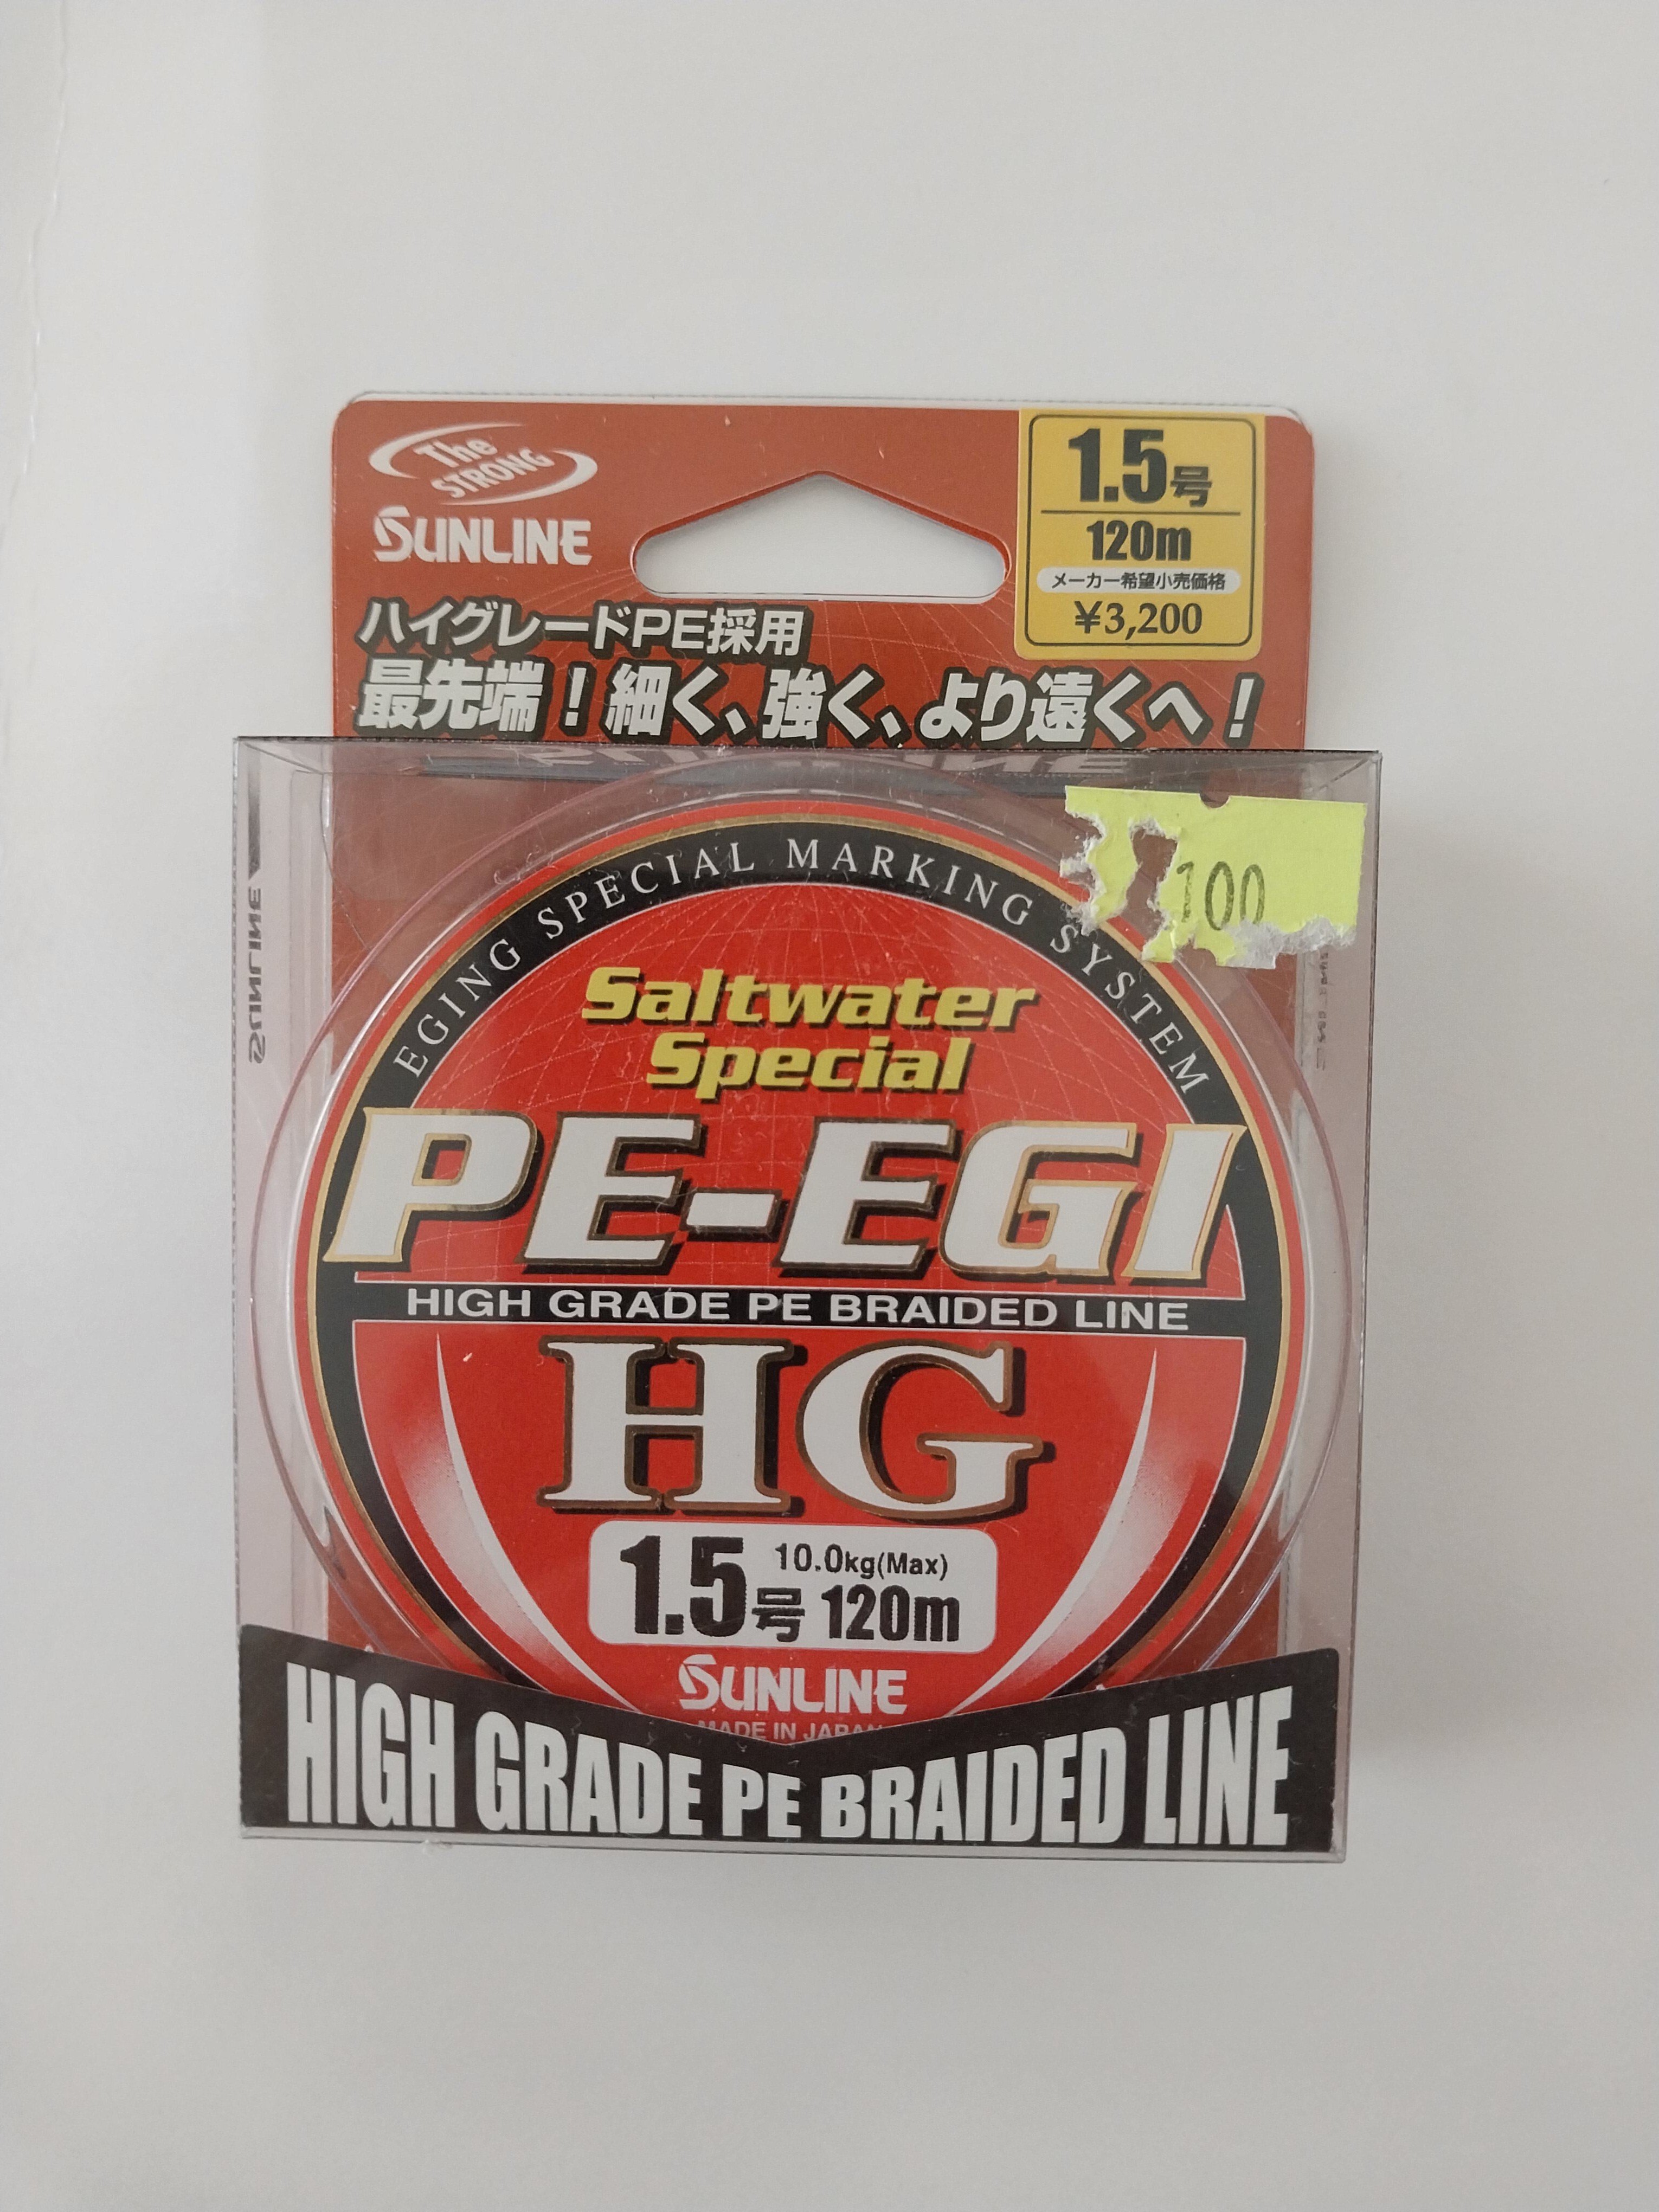 The
STRONG
SUNLINE
1.5号
120m
メーカー希望小売価格
¥3,200
ハイグレードPE採用
最先端!細く、強く、より遠くへ!
SUNLINE
100
EGING SPECIAL MARKING SYSTEM
Saltwater
Special
PE-EGI
HIGH GRADE PE BRAIDED LINE
HG
10.0kg(Max)
1.5号 120m
SUNLINE
MADE IN JAPAN
HIGH GRADE PE BRAIDED LINE